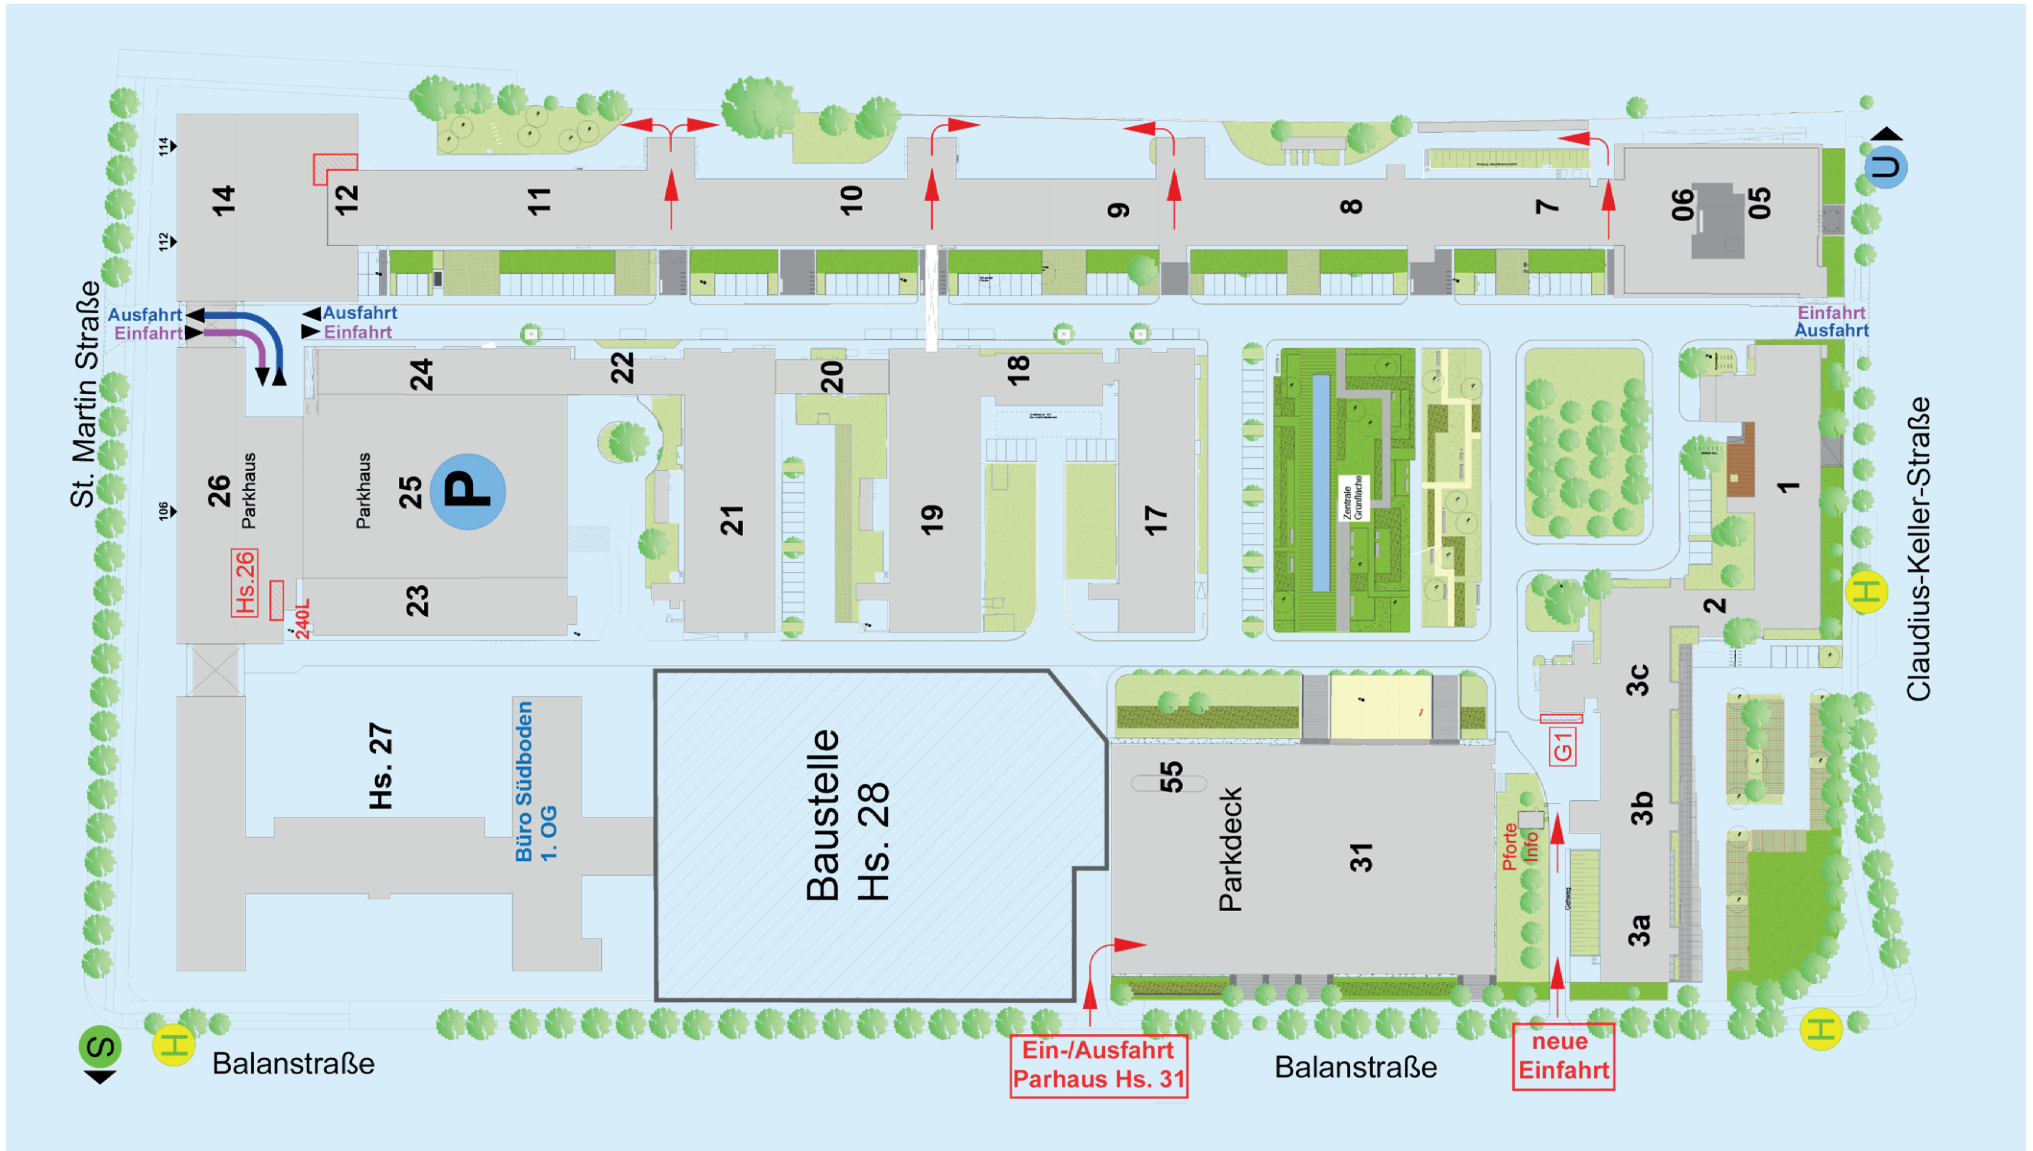 114
112
14
12
11
10
9
8
7
06
05
U
St. Martin Straße
Ausfahrt
Einfahrt
Ausfahrt
Einfahrt
Einfahrt
Ausfahrt
24
22
20
18
106
26
Parkhaus
Parkhaus
25
P
21
19
17
Zentrale
Grünfläche
1
Claudius-Keller-Straße
Hs.26
240L
23
2
H
3c
Hs. 27
Büro Südboden
1. OG
Baustelle
Hs. 28
55
Parkdeck
31
G1
Pforte
Info
3b
Gehweg
3a
S
H
Balanstraße
Ein-/Ausfahrt
Parhaus Hs. 31
Balanstraße
neue
Einfahrt
H